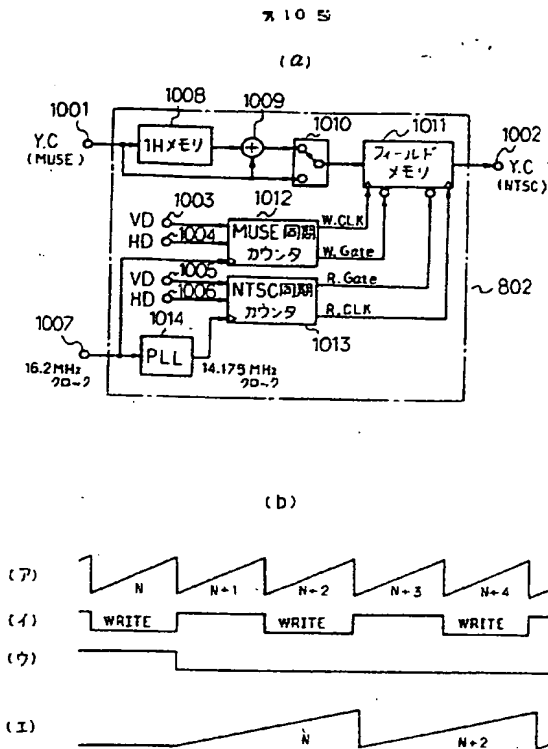 第10図
(a)
1001
1008
1009
1010
1011
1002
Y.C
(MUSE)
1Hメモリ
フィールド
メモリ
Y.C
(NTSC)
1003
VD
1004
HD
1012
MUSE同期
カウンタ
W.CLK
W.Gate
1005
VD
1006
HD
NTSC同期
カウンタ
1013
R.Gate
R.CLK
802
1007
1014
PLL
16.2MHz
クロック
14.175MHz
クロック
(b)
(ア)
N
N+1
N+2
N+3
N+4
(イ)
WRITE
WRITE
WRITE
(ウ)
(エ)
N
N+2